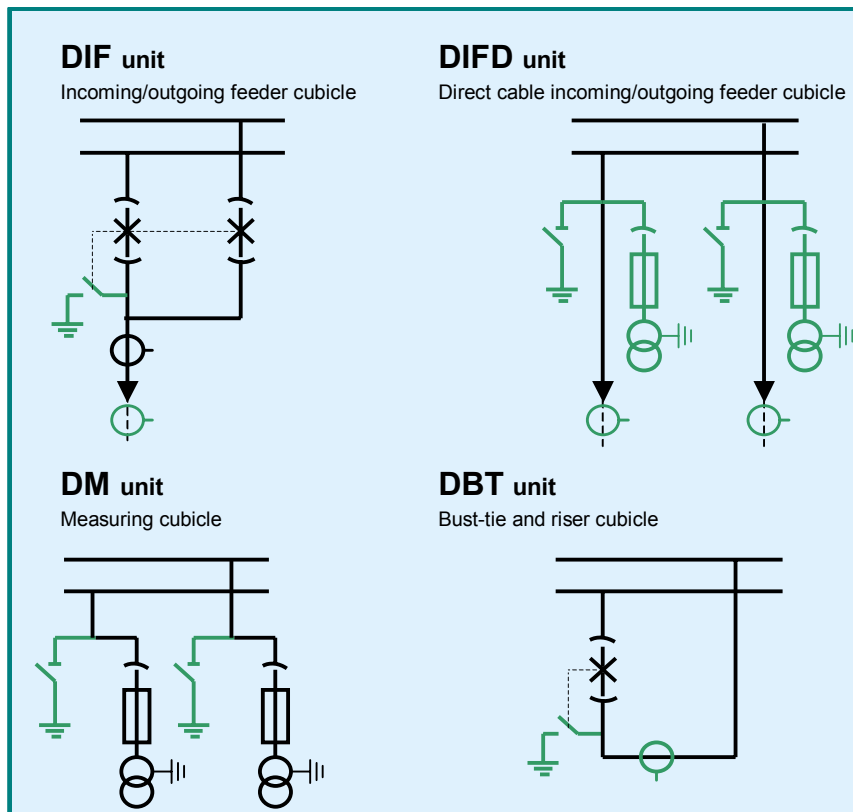 DIF unit
Incoming/outgoing feeder cubicle
DIFD unit
Direct cable incoming/outgoing feeder cubicle
DM unit
Measuring cubicle
DBT unit
Bust-tie and riser cubicle